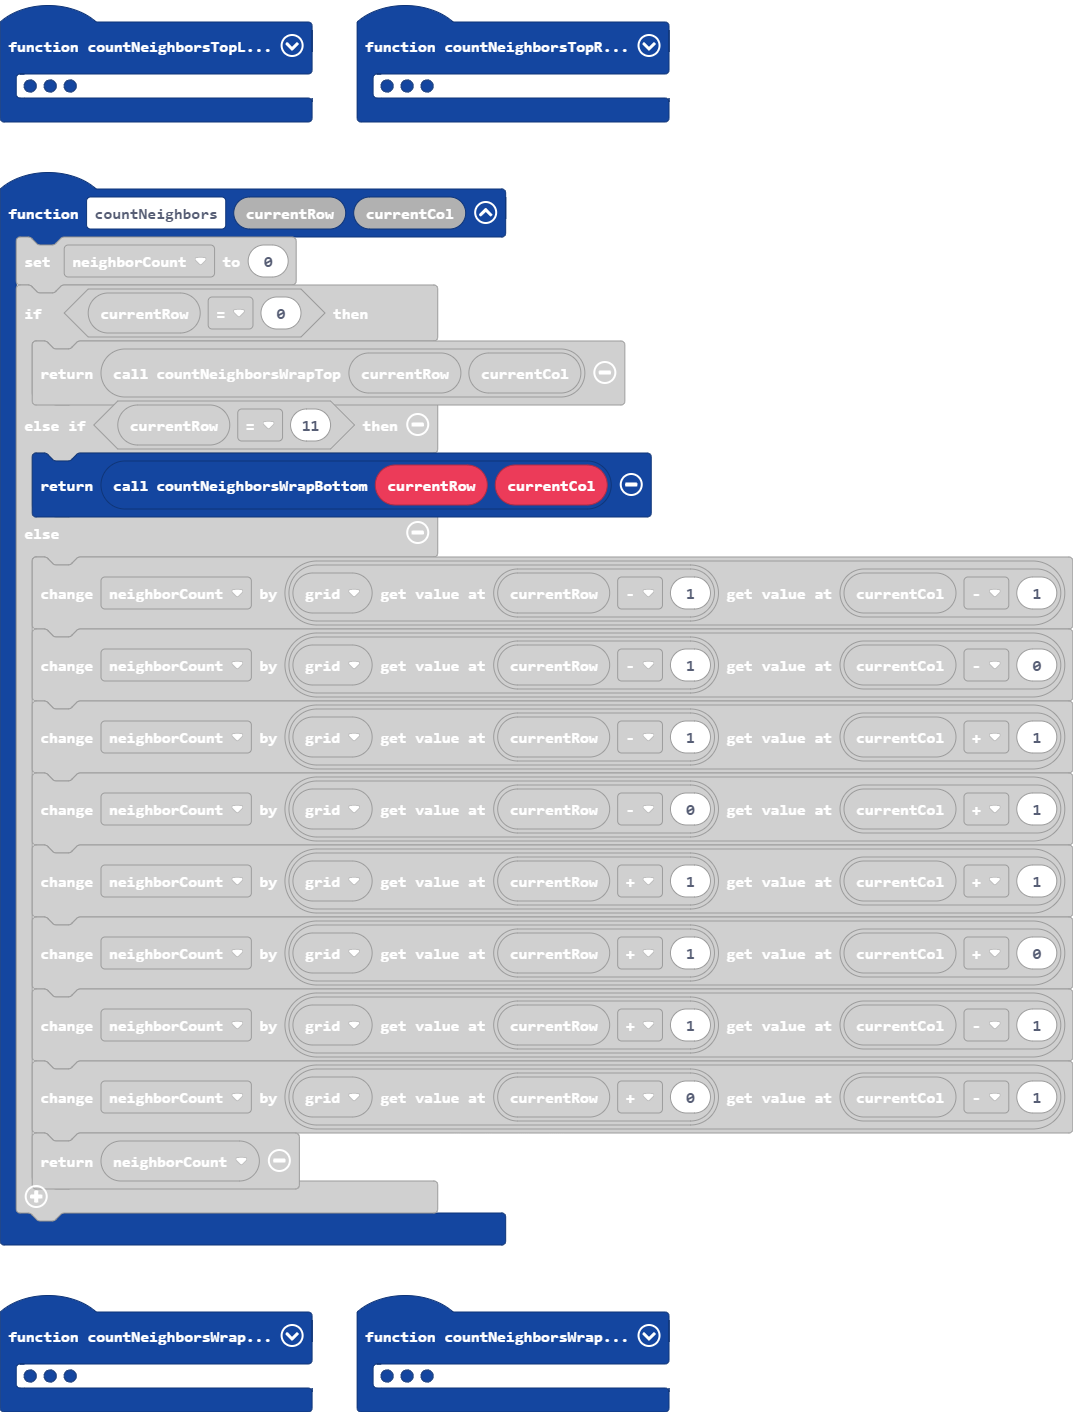 function countNeighborsTopL...
function countNeighborsTopR...
function countNeighbors currentRow currentCol
set neighborCount to 0
if currentRow = 0 then
return call countNeighborsWrapTop currentRow currentCol
else if currentRow = 11 then
return call countNeighborsWrapBottom currentRow currentCol
else
change neighborCount by grid get value at currentRow - 1 get value at currentCol - 1
change neighborCount by grid get value at currentRow - 1 get value at currentCol - 0
change neighborCount by grid get value at currentRow - 1 get value at currentCol + 1
change neighborCount by grid get value at currentRow - 0 get value at currentCol + 1
change neighborCount by grid get value at currentRow + 1 get value at currentCol + 1
change neighborCount by grid get value at currentRow + 1 get value at currentCol + 0
change neighborCount by grid get value at currentRow + 1 get value at currentCol - 1
change neighborCount by grid get value at currentRow + 0 get value at currentCol - 1
return neighborCount
function countNeighborsWrap...
function countNeighborsWrap...